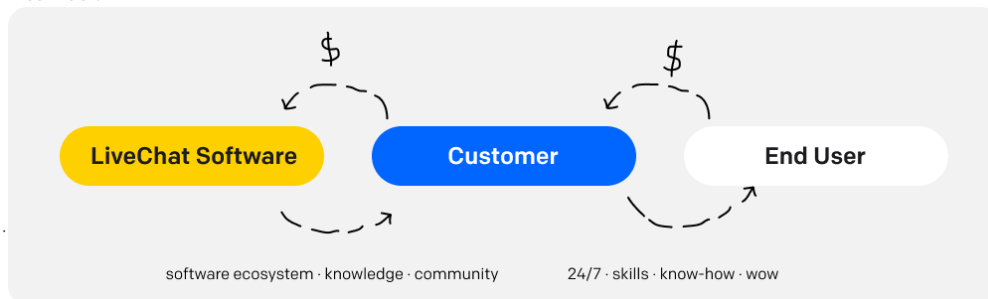 $
$
LiveChat Software
Customer
End User
software ecosystem · knowledge · community
24/7 · skills · know-how · wow